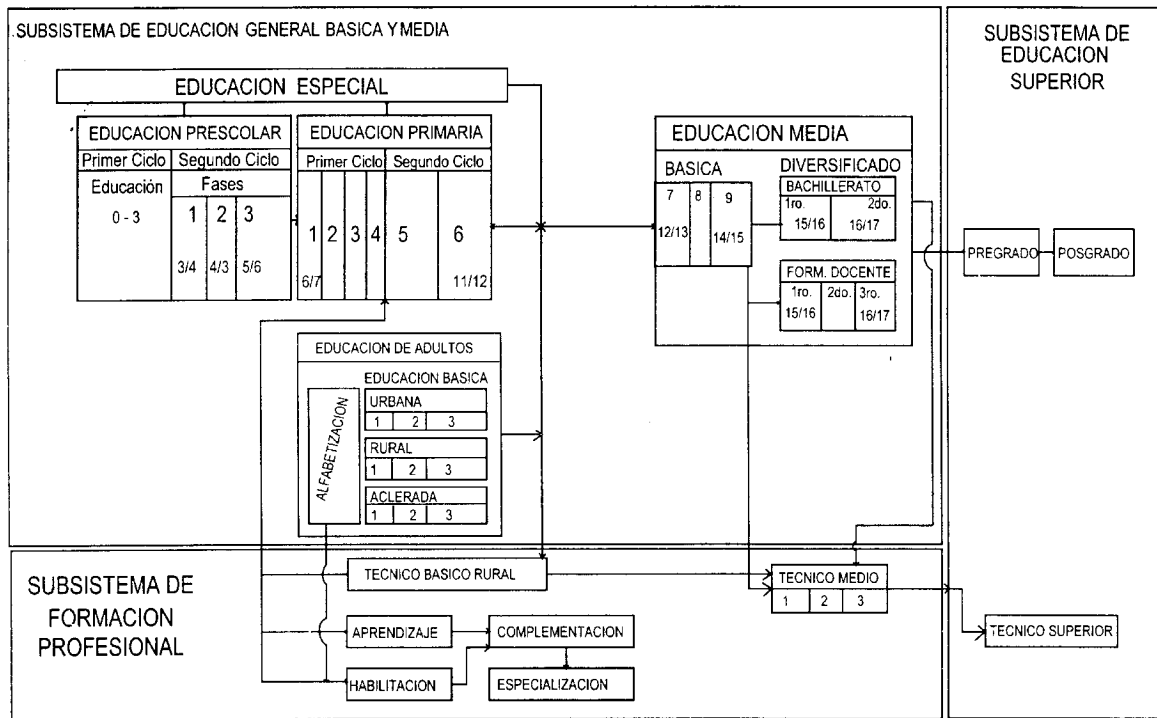 SUBSISTEMA DE EDUCACION GENERAL BASICA Y MEDIA
EDUCACION ESPECIAL
EDUCACION PRESCOLAR
Primer Ciclo Segundo Ciclo
Educación
0 - 3
Fases
1 2 3
3/4 4/3 5/6
EDUCACION PRIMARIA
Primer Ciclo Segundo Ciclo
1 2 3 4 5 6
6/7 11/12
EDUCACION MEDIA
BASICA
7 8 9
12/13 14/15
DIVERSIFICADO
BACHILLERATO
1ro. 2do.
15/16 16/17
FORM. DOCENTE
1ro. 2do. 3ro.
15/16 16/17
EDUCACION DE ADULTOS
ALFABETIZACION
EDUCACION BASICA
URBANA
1 2 3
RURAL
1 2 3
ACLERADA
1 2 3
SUBSISTEMA DE
EDUCACION
SUPERIOR
PREGRADO POSGRADO
TECNICO SUPERIOR
SUBSISTEMA DE
FORMACION
PROFESIONAL
TECNICO BASICO RURAL
TECNICO MEDIO
1 2 3
APRENDIZAJE COMPLEMENTACION
HABILITACION ESPECIALIZACION